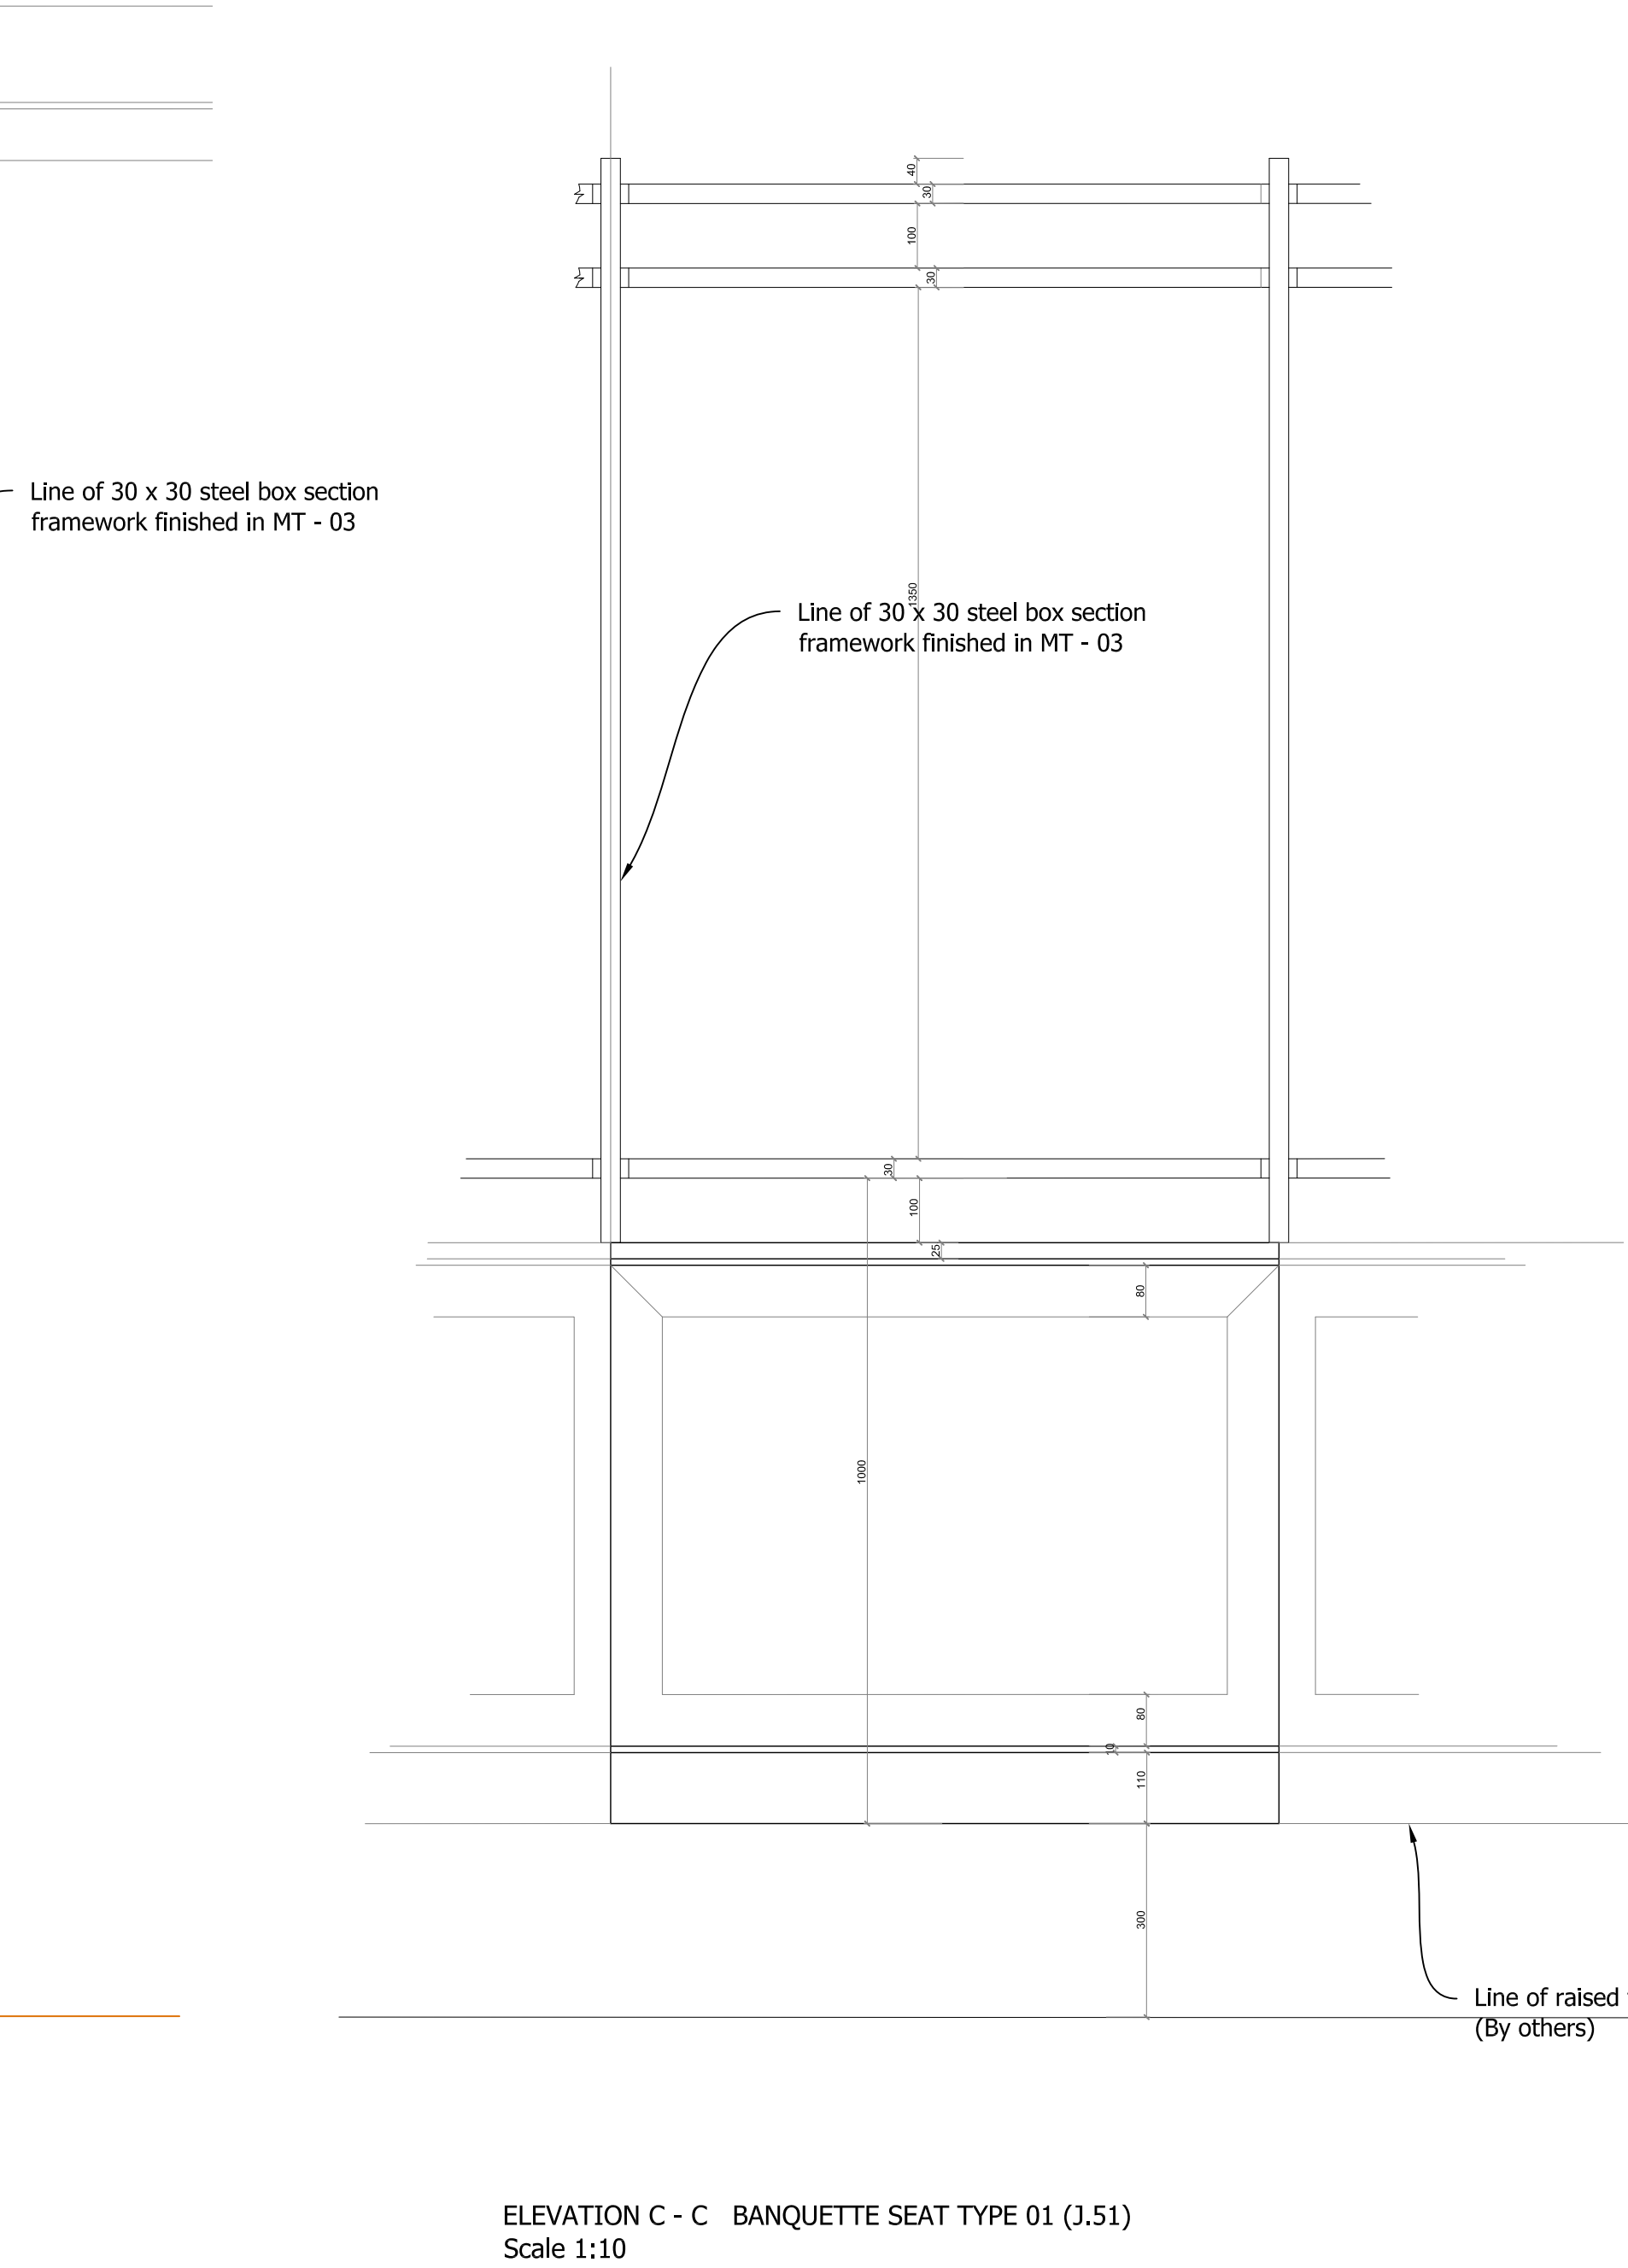 40
30
100
30
Line of 30 x 30 steel box section
framework finished in MT - 03
1350
Line of 30 x 30 steel box section
framework finished in MT - 03
30
100
25
80
1000
80
10
110
300
Line of raised
(By others)
ELEVATION C - C BANQUETTE SEAT TYPE 01 (J.51)
Scale 1:10